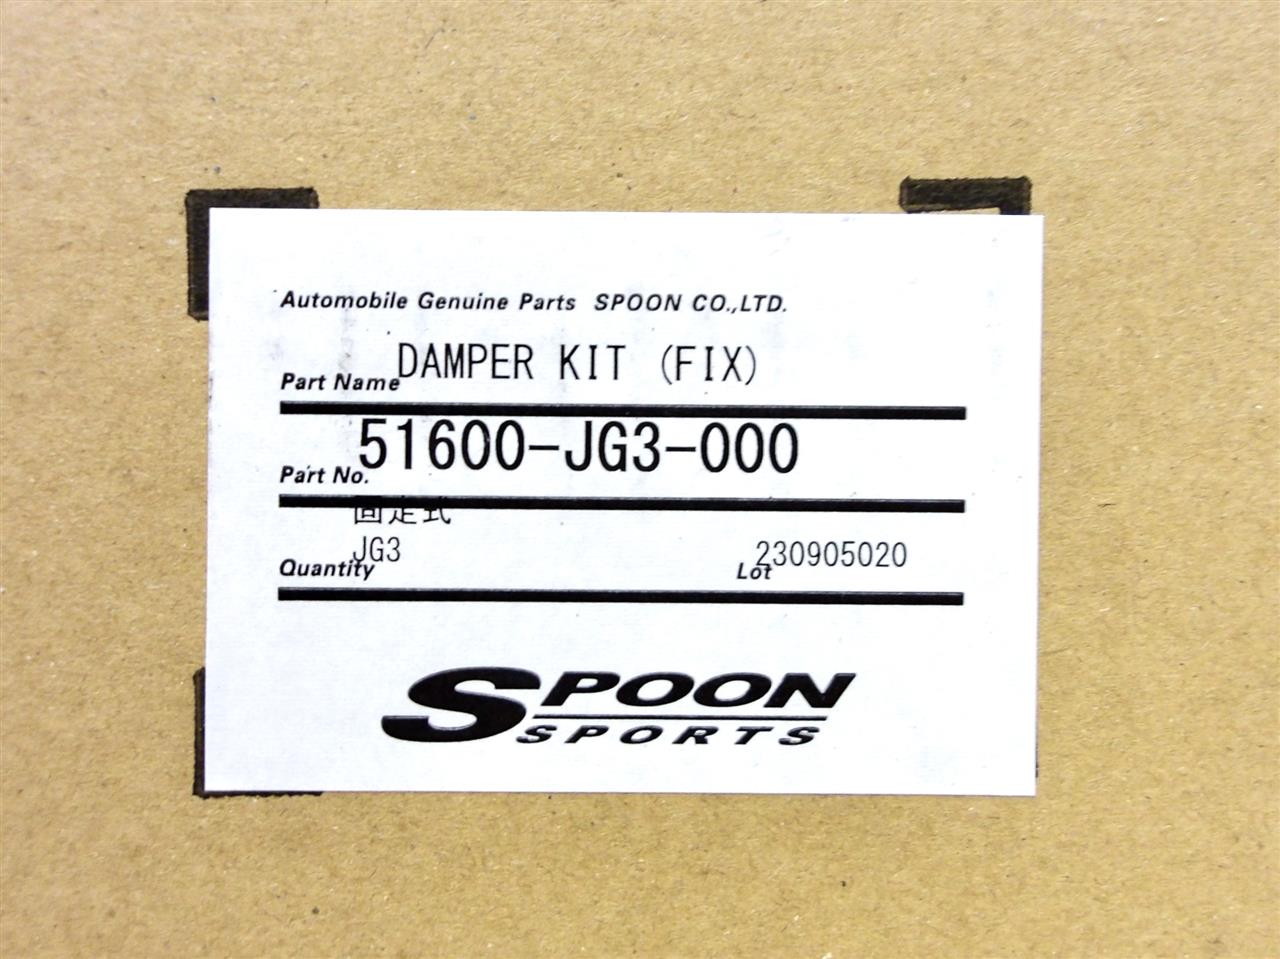 Automobile Genuine Parts SPOON CO.,LTD.
Part Name DAMPER KIT (FIX)
Part No. 51600-JG3-000
固定式
Quantity JG3 Lot 230905020
SPOON
SPORTS